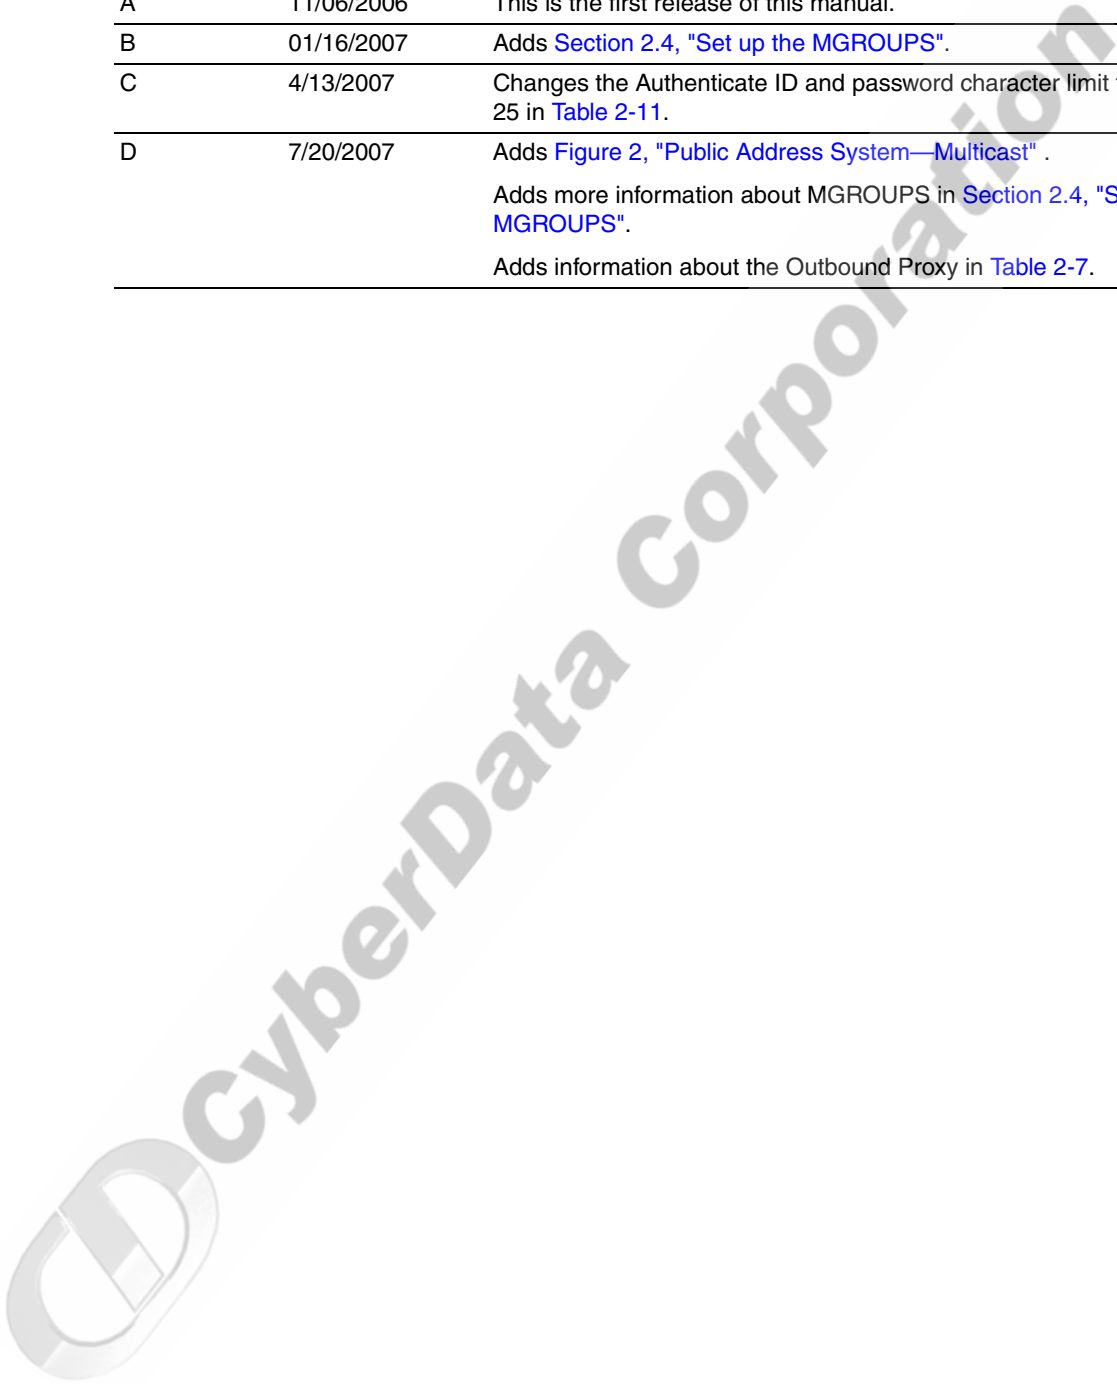 A 11/06/2006 This is the first release of this manual.
B 01/16/2007 Adds Section 2.4, "Set up the MGROUPS".
C 4/13/2007 Changes the Authenticate ID and password character limit
25 in Table 2-11.
D 7/20/2007 Adds Figure 2, "Public Address System—Multicast" .
Adds more information about MGROUPS in Section 2.4,
MGROUPS".
Adds information about the Outbound Proxy in Table 2-7.
CyberData Corporation